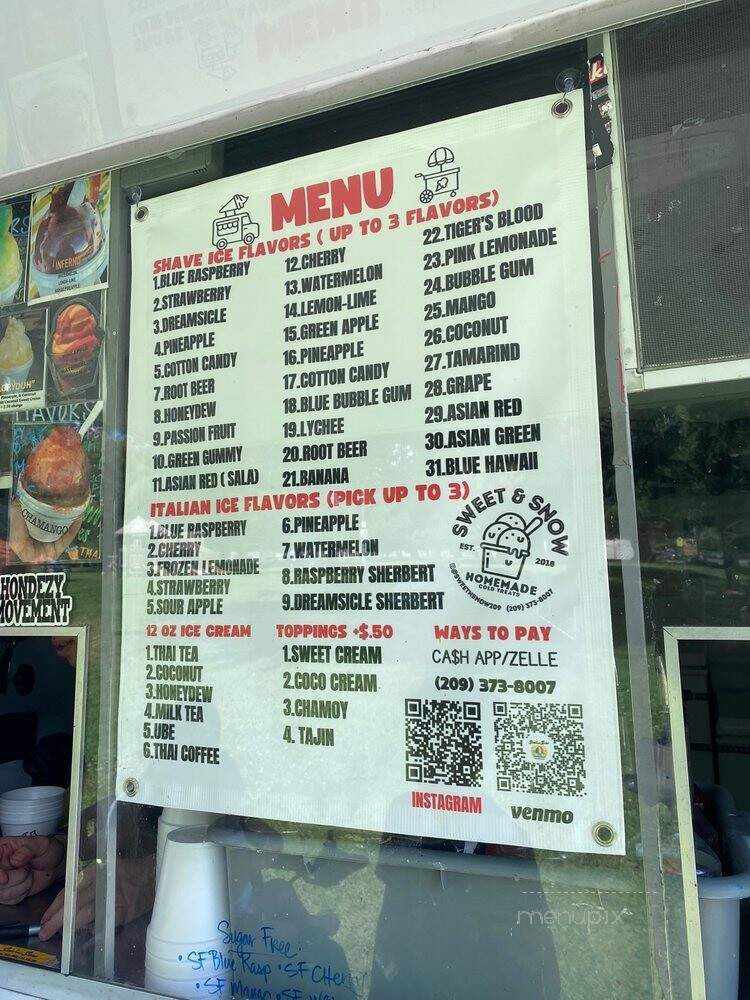 MENU
SHAVE ICE FLAVORS ( UP TO 3 FLAVORS)
1.BLUE RASPBERRY
2.STRAWBERRY
3.DREAMSICLE
4.PINEAPPLE
5.COTTON CANDY
7.ROOT BEER
8.HONEYDEW
9.PASSION FRUIT
10.GREEN GUMMY
11.ASIAN RED ( SALA)
12.CHERRY
13.WATERMELON
14.LEMON-LIME
15.GREEN APPLE
16.PINEAPPLE
17.COTTON CANDY
18.BLUE BUBBLE GUM
19.LYCHEE
20.ROOT BEER
21.BANANA
22.TIGER'S BLOOD
23.PINK LEMONADE
24.BUBBLE GUM
25.MANGO
26.COCONUT
27.TAMARIND
28.GRAPE
29.ASIAN RED
30.ASIAN GREEN
31.BLUE HAWAII
ITALIAN ICE FLAVORS (PICK UP TO 3)
1.BLUE RASPBERRY
2.CHERRY
3.FROZEN LEMONADE
4.STRAWBERRY
5.SOUR APPLE
6.PINEAPPLE
7.WATERMELON
8.RASPBERRY SHERBERT
9.DREAMSICLE SHERBERT
SWEET & SNOW
EST. 2018
HOMEMADE
COLD TREATS
(209) 373-8007
12 OZ ICE CREAM
1.THAI TEA
2.COCONUT
3.HONEYDEW
4.MILK TEA
5.UBE
6.THAI COFFEE
TOPPINGS +$.50
1.SWEET CREAM
2.COCO CREAM
3.CHAMOY
4. TAJIN
WAYS TO PAY
CA$H APP/ZELLE
(209) 373-8007
INSTAGRAM
venmo
INFERNO
CHAMANGO
HONDEZY
MOVEMENT
Sugar Free:
• SF Blue Rasp • SF Cherry
• SF Mango • SF
menupix